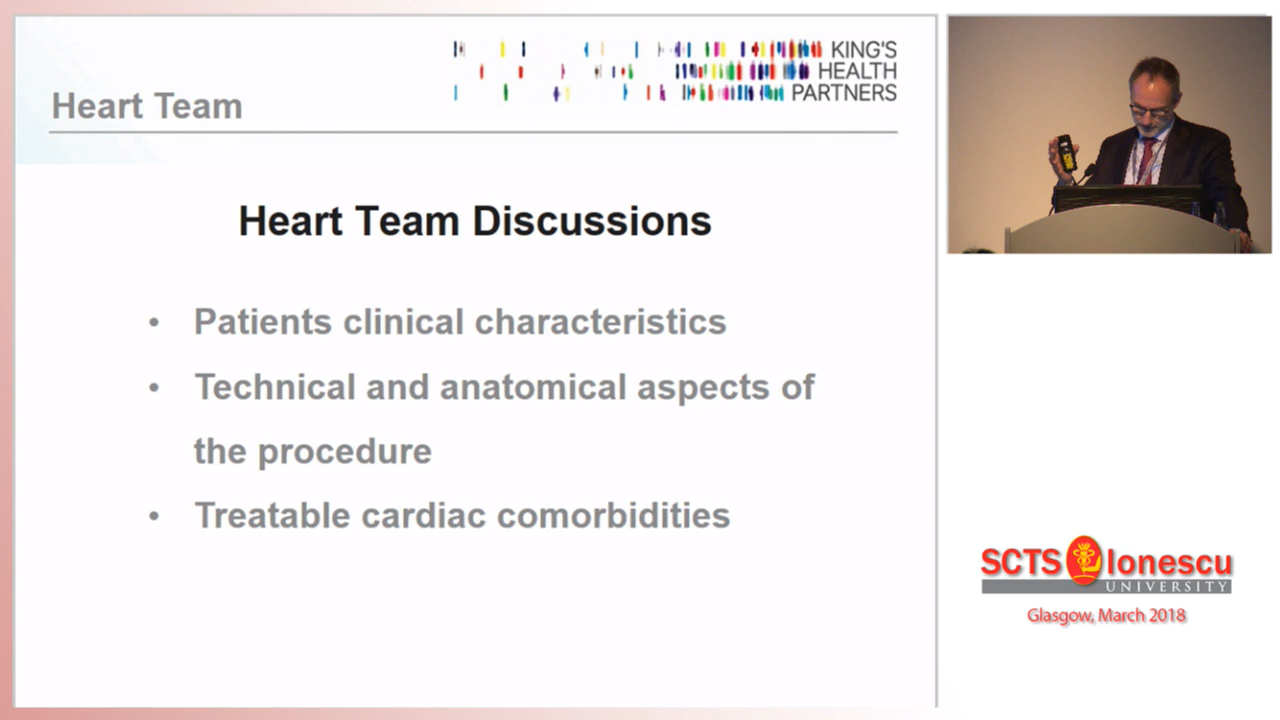 KING'S
HEALTH
PARTNERS
Heart Team
Heart Team Discussions
• Patients clinical characteristics
• Technical and anatomical aspects of
the procedure
• Treatable cardiac comorbidities
SCTS Ionescu
UNIVERSITY
Glasgow, March 2018